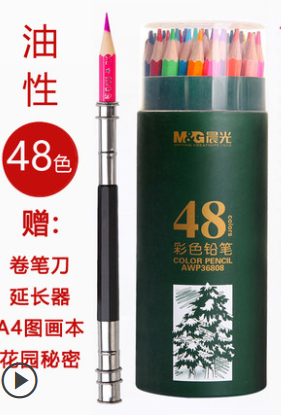 油
性
48色
赠:
卷笔刀
延长器
A4图画本
花园秘密
M&G晨光
48
colors
彩色铅笔
COLOR PENCIL
AWP36808